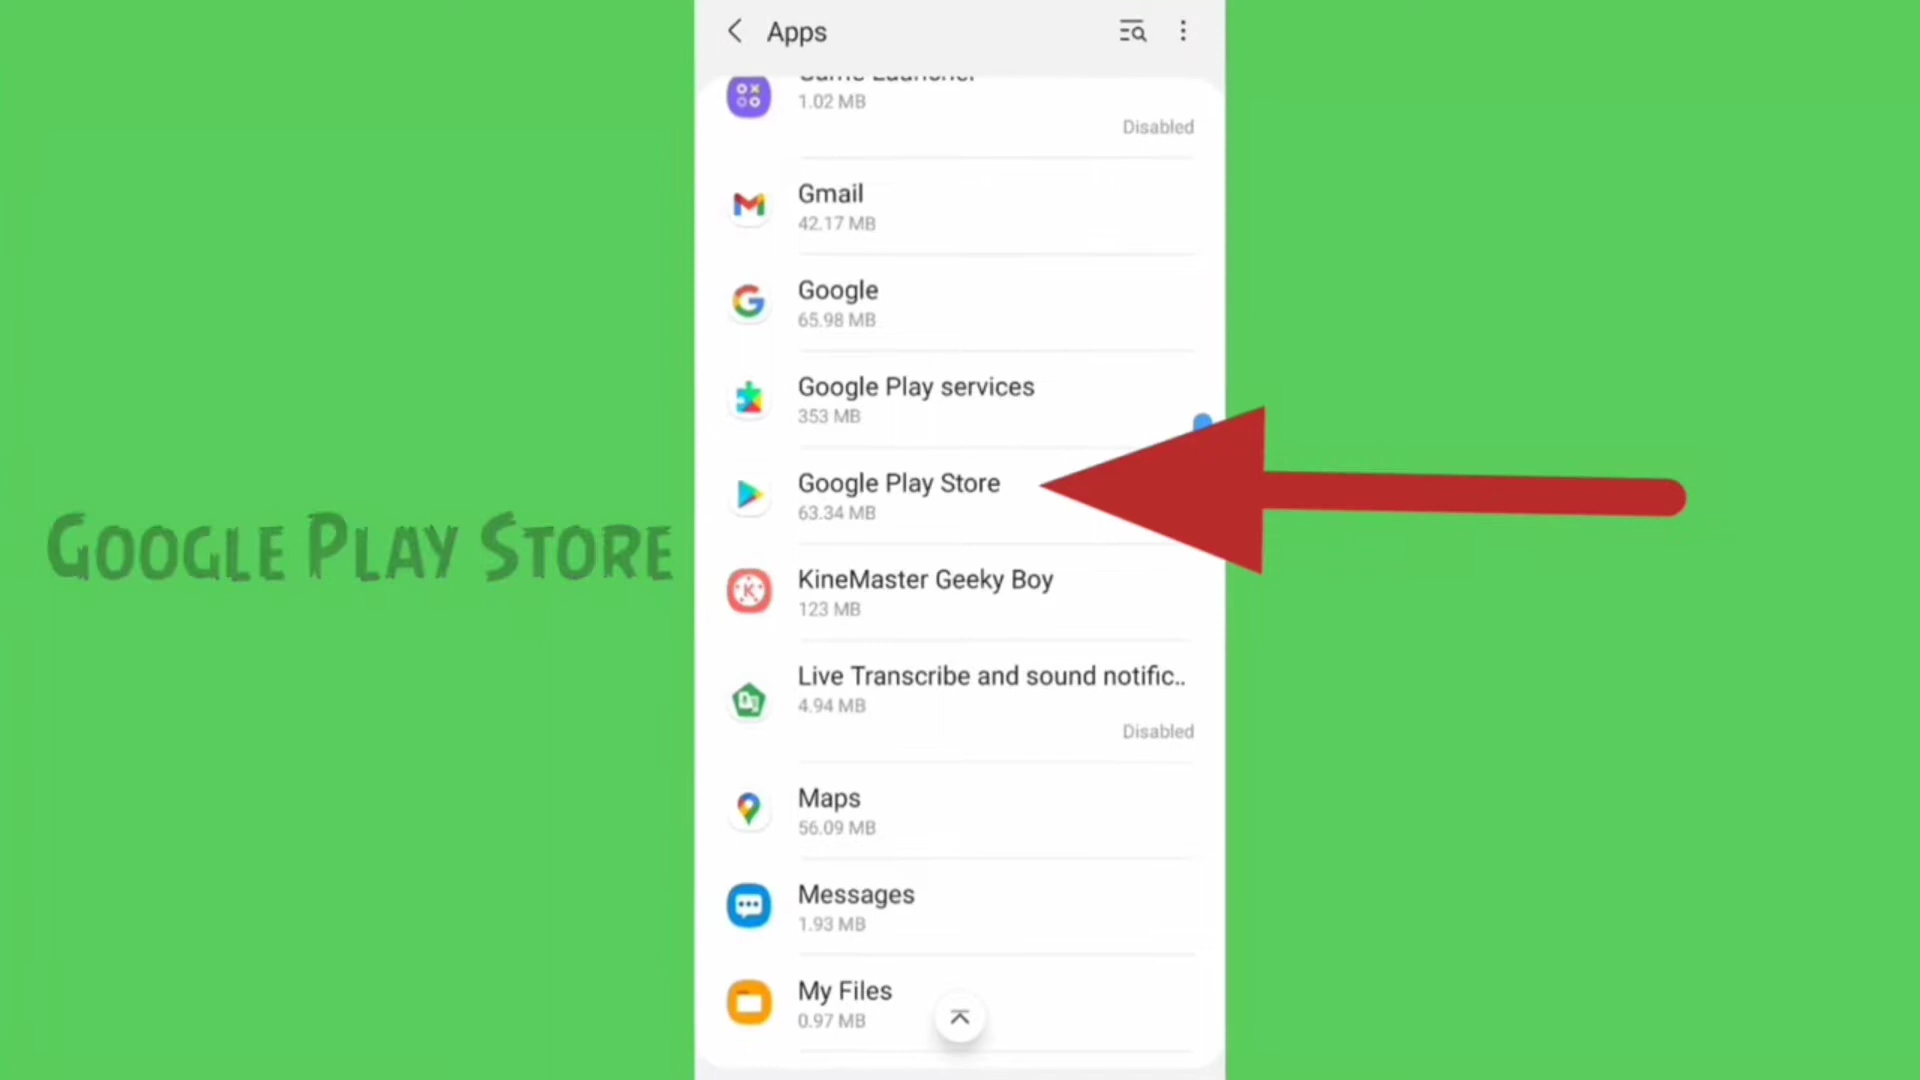 Apps
Game Launcher
1.02 MB
Disabled
Gmail
42.17 MB
Google
65.98 MB
Google Play services
353 MB
Google Play Store
63.34 MB
GOOGLE PLAY STORE
KineMaster Geeky Boy
123 MB
Live Transcribe and sound notific..
4.94 MB
Disabled
Maps
56.09 MB
Messages
1.93 MB
My Files
0.97 MB